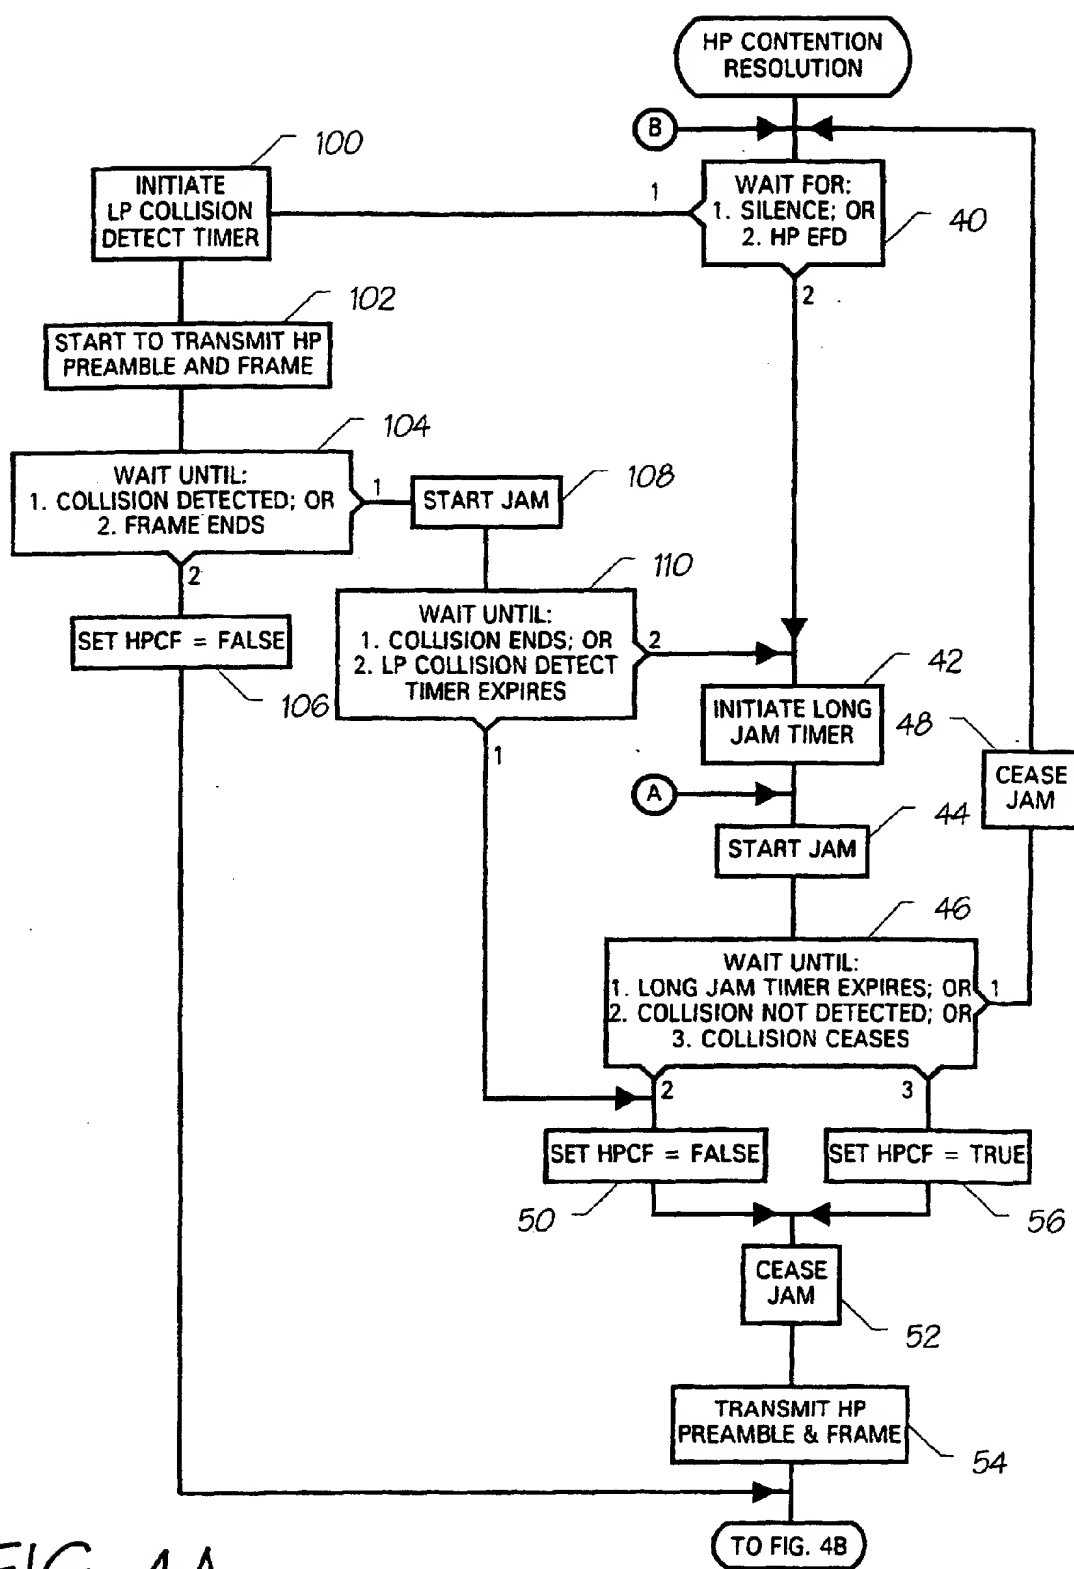 HP CONTENTION
RESOLUTION
B
100
INITIATE
LP COLLISION
DETECT TIMER
1
WAIT FOR:
1. SILENCE; OR
2. HP EFD
40
2
102
START TO TRANSMIT HP
PREAMBLE AND FRAME
104
WAIT UNTIL:
1. COLLISION DETECTED; OR
2. FRAME ENDS
1
2
108
START JAM
110
WAIT UNTIL:
1. COLLISION ENDS; OR
2. LP COLLISION DETECT
TIMER EXPIRES
2
1
SET HPCF = FALSE
106
42
INITIATE LONG
JAM TIMER
48
CEASE
JAM
A
44
START JAM
46
WAIT UNTIL:
1. LONG JAM TIMER EXPIRES; OR
2. COLLISION NOT DETECTED; OR
3. COLLISION CEASES
1
2
3
SET HPCF = FALSE
50
SET HPCF = TRUE
56
CEASE
JAM
52
TRANSMIT HP
PREAMBLE & FRAME
54
TO FIG. 4B
FIG. 4A